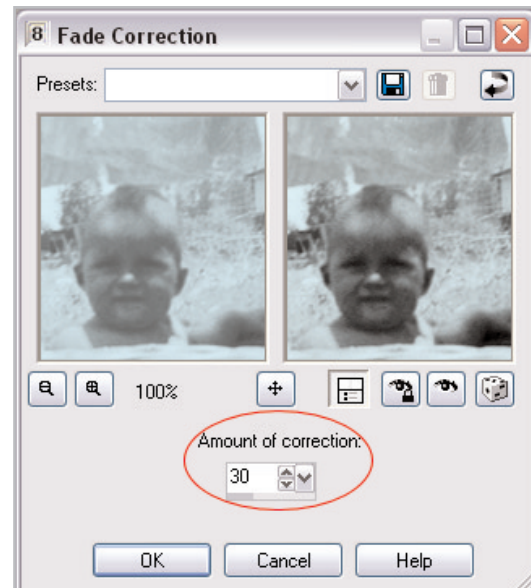 8 Fade Correction
Presets:
100%
Amount of correction:
30
OK
Cancel
Help